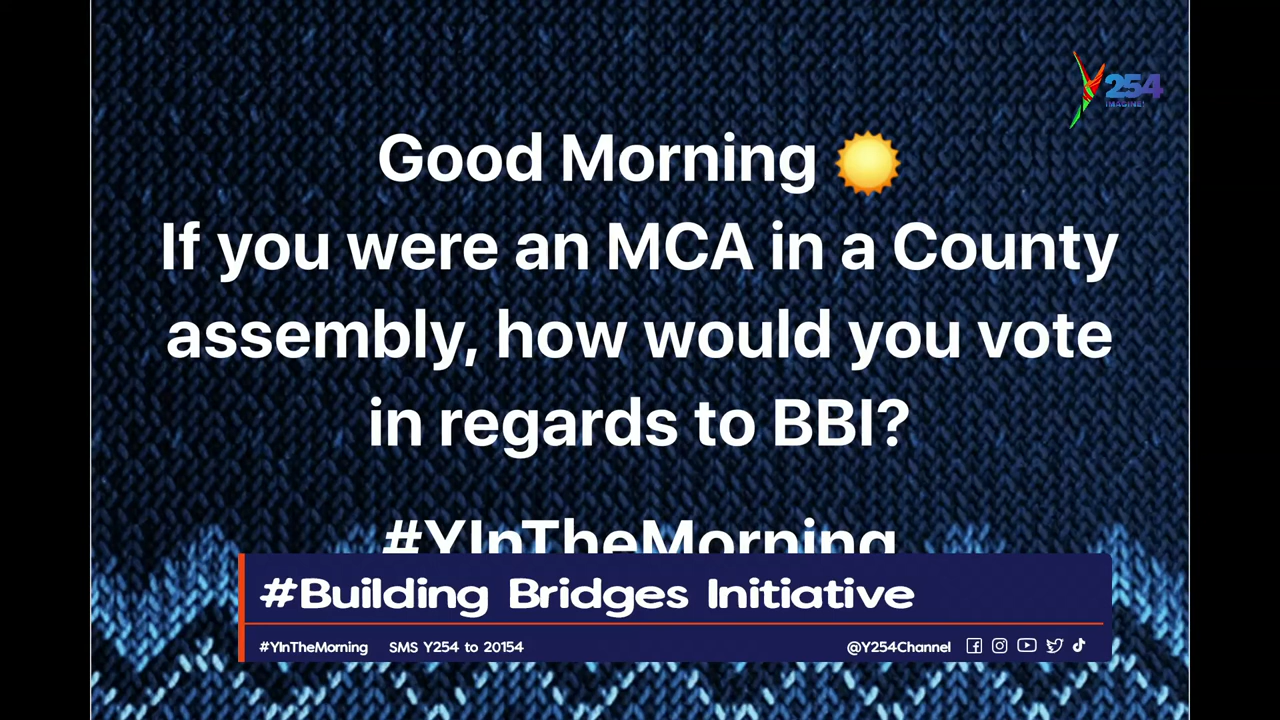 Y254
IMAGINE!
Good Morning ☀️
If you were an MCA in a County
assembly, how would you vote
in regards to BBI?
#YInTheMorning
#Building Bridges Initiative
#YInTheMorning SMS Y254 to 20154 @Y254Channel